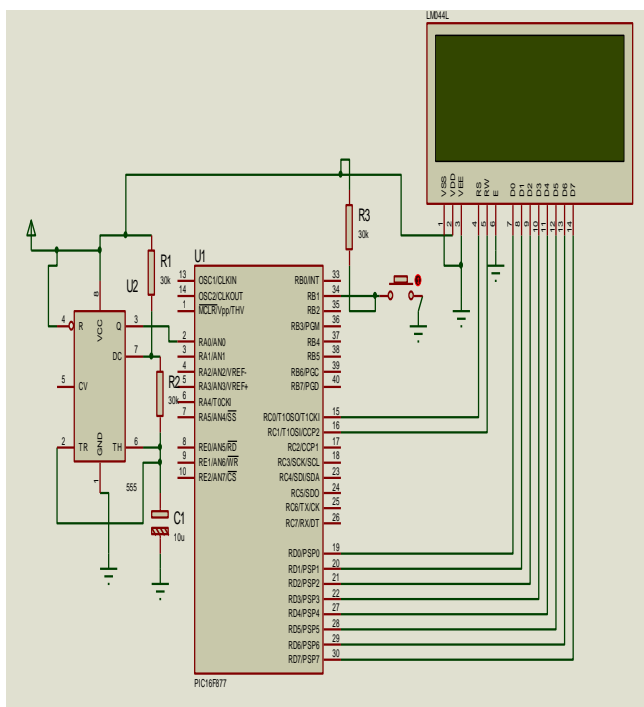 LM044L
VSS
VDD
VEE
RS
RW
E
D0
D1
D2
D3
D4
D5
D6
D7
1
2
3
4
5
6
7
8
9
10
11
12
13
14
R3
30k
R1
30k
U1
U2
13 OSC1/CLKIN
14 OSC2/CLKOUT
1 MCLR/Vpp/THV
2 RA0/AN0
3 RA1/AN1
4 RA2/AN2/VREF-
5 RA3/AN3/VREF+
6 RA4/T0CKI
7 RA5/AN4/SS
8 RE0/AN5/RD
9 RE1/AN6/WR
10 RE2/AN7/CS
RB0/INT 33
RB1 34
RB2 35
RB3/PGM 36
RB4 37
RB5 38
RB6/PGC 39
RB7/PGD 40
RC0/T1OSO/T1CKI 15
RC1/T1OSI/CCP2 16
RC2/CCP1 17
RC3/SCK/SCL 18
RC4/SDI/SDA 23
RC5/SDO 24
RC6/TX/CK 25
RC7/RX/DT 26
RD0/PSP0 19
RD1/PSP1 20
RD2/PSP2 21
RD3/PSP3 22
RD4/PSP4 27
RD5/PSP5 28
RD6/PSP6 29
RD7/PSP7 30
PIC16F877
8
VCC
4 R
Q 3
DC 7
5 CV
2 TR
TH 6
GND
1
555
R2
30k
C1
10u